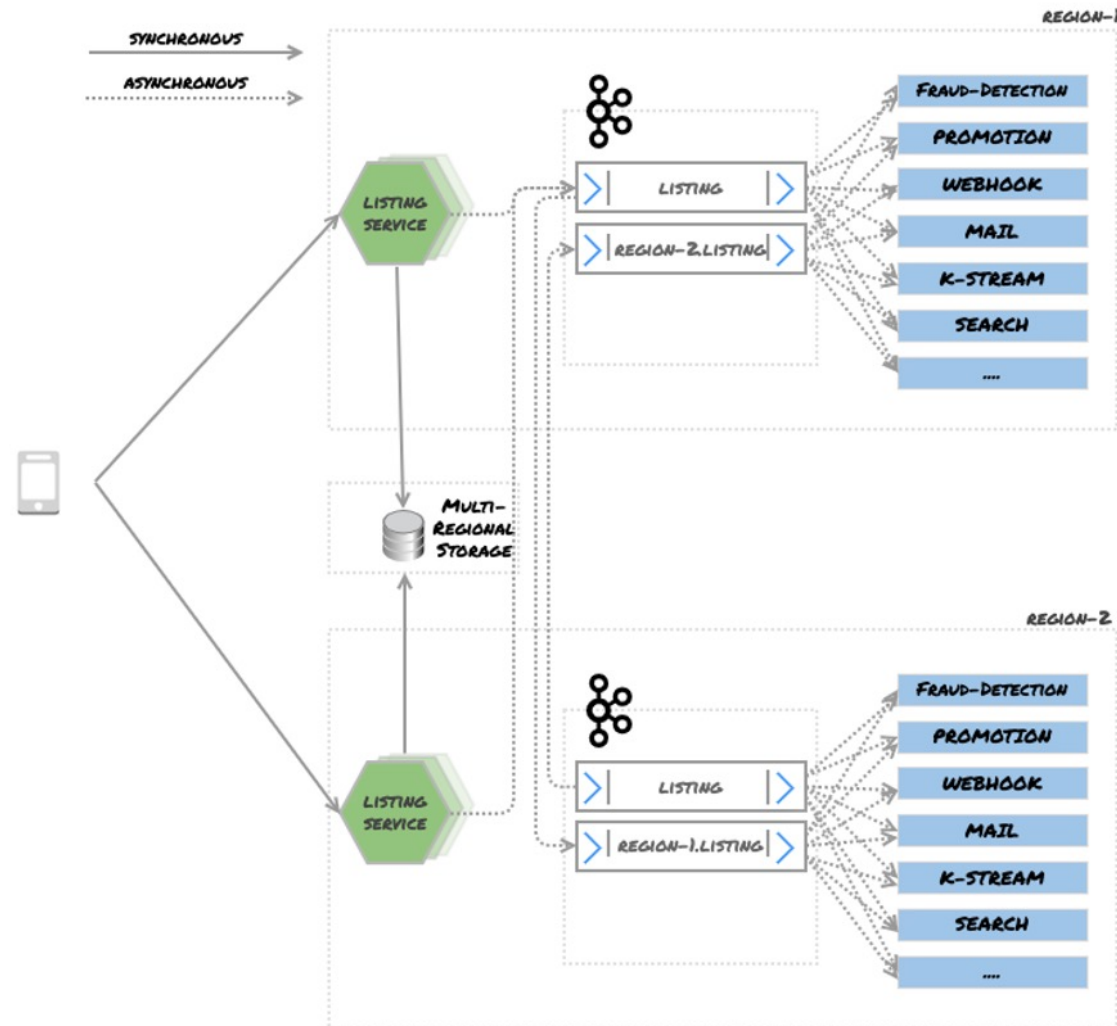 REGION-1
SYNCHRONOUS
ASYNCHRONOUS
FRAUD-DETECTION
PROMOTION
LISTING
SERVICE
LISTING
WEBHOOK
REGION-2.LISTING
MAIL
K-STREAM
SEARCH
....
MULTI-
REGIONAL
STORAGE
REGION-2
FRAUD-DETECTION
PROMOTION
LISTING
SERVICE
LISTING
WEBHOOK
REGION-1.LISTING
MAIL
K-STREAM
SEARCH
....